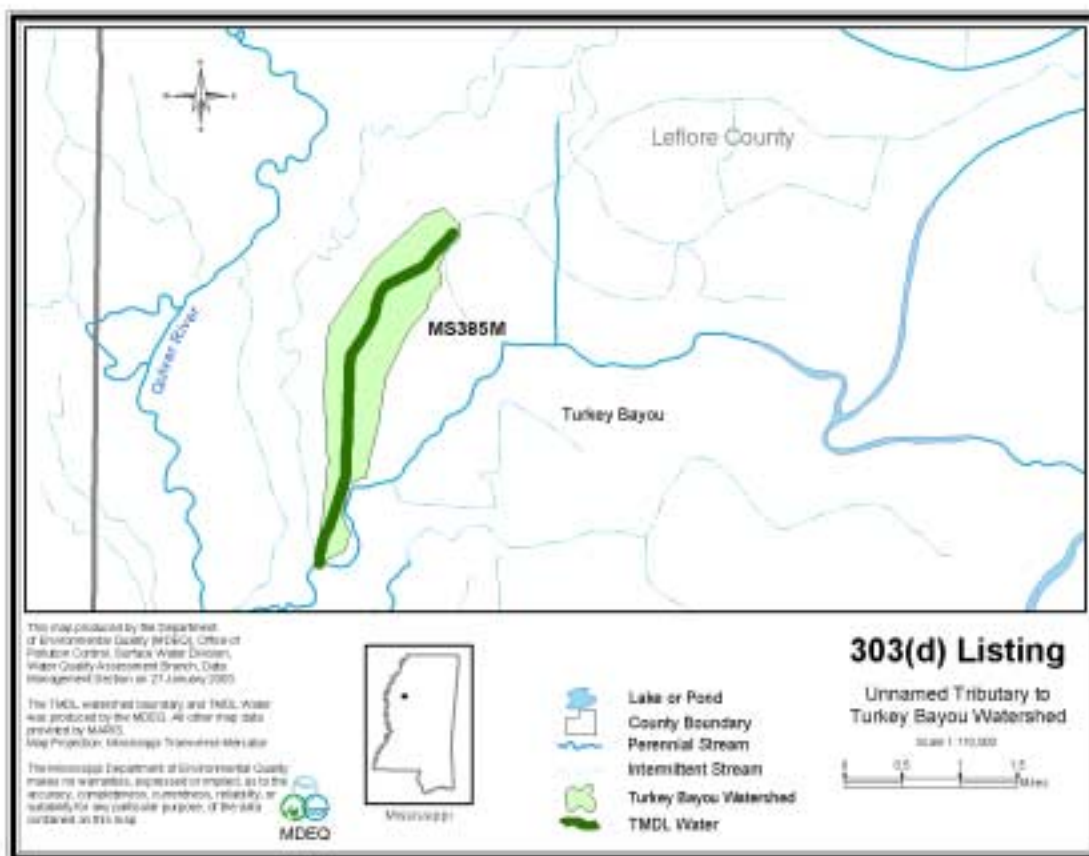 Leflore County
MS385M
Quiver River
Turkey Bayou
This map produced by the Department
of Environmental Quality (MDEQ), Office of
Pollution Control, Surface Water Division,
Water Quality Assessment Branch, Data
Management Section on 27 January 2003
The TMDL watershed boundary and TMDL Water
was produced by the MDEQ. All other map data
provided by MARIS.
Map Projection: Mississippi Transverse Mercator
The Mississippi Department of Environmental Quality
makes no warranties, expressed or implied, as to the
accuracy, completeness, currentness, reliability, or
suitability for any particular purpose, of the data
contained on this map.
MDEQ
Mississippi
Lake or Pond
County Boundary
Perennial Stream
Intermittent Stream
Turkey Bayou Watershed
TMDL Water
303(d) Listing
Unnamed Tributary to
Turkey Bayou Watershed
Scale 1:110,000
0 0.5 1 1.5
Miles